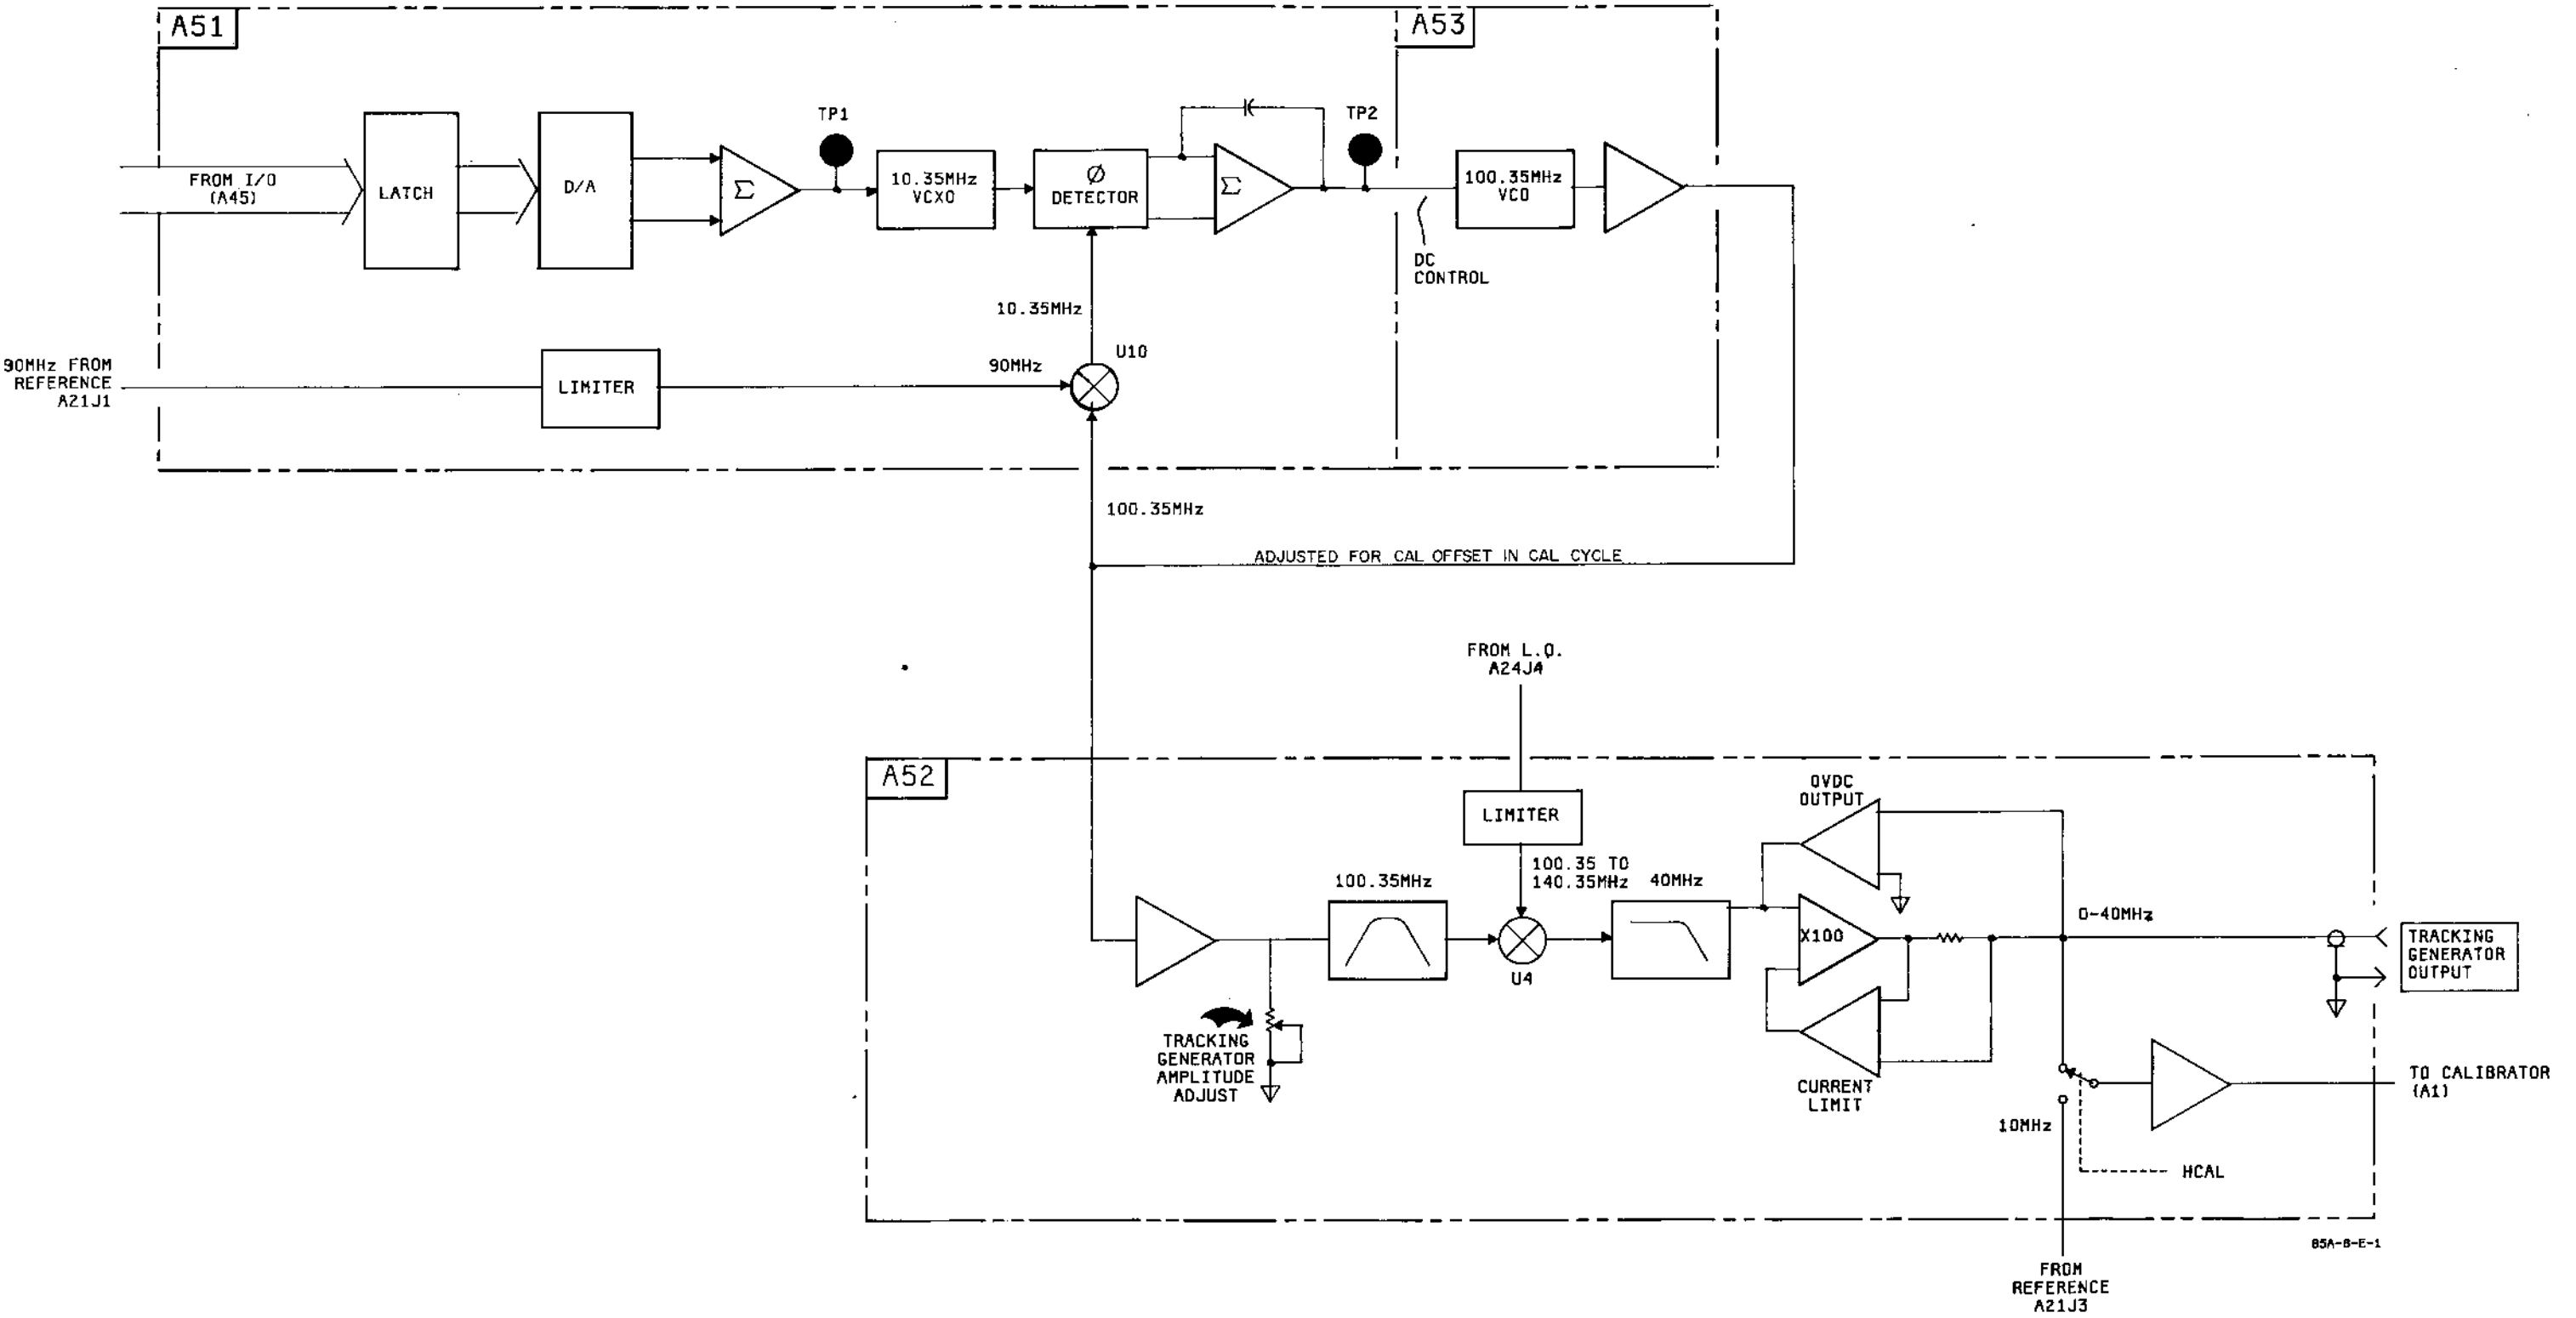 A51
A53
TP1
TP2
FROM I/O
(A45)
LATCH
D/A
Σ
10.35MHz
VCXO
Ø
DETECTOR
Σ
100.35MHz
VCO
DC
CONTROL
10.35MHz
U10
90MHz FROM
REFERENCE
A21J1
LIMITER
90MHz
100.35MHz
ADJUSTED FOR CAL OFFSET IN CAL CYCLE
FROM L.O.
A24J4
A52
LIMITER
0VDC
OUTPUT
100.35MHz
100.35 TO
140.35MHz
40MHz
U4
X100
0-40MHz
TRACKING
GENERATOR
OUTPUT
TRACKING
GENERATOR
AMPLITUDE
ADJUST
CURRENT
LIMIT
TO CALIBRATOR
(A1)
10MHz
HCAL
85A-8-E-1
FROM
REFERENCE
A21J3